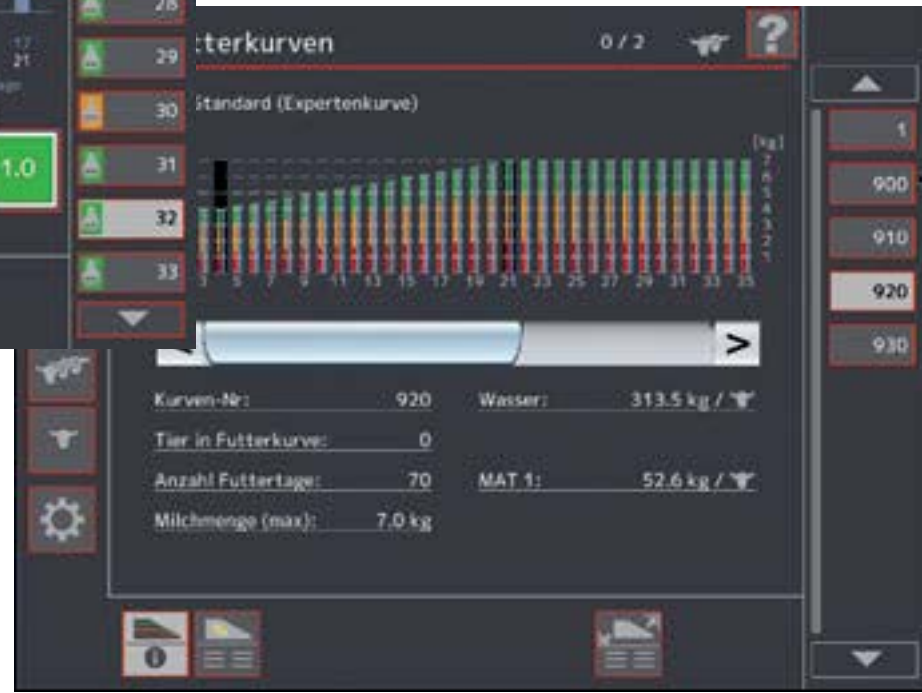 28
17
21
29
30
1.0
31
32
33
tterkurven
0 / 2
?
Standard (Expertenkurve)
[kg]
7
6
5
4
3
2
1
3 5 7 9 11 13 15 17 19 21 23 25 27 29 31 33 35
>
Kurven-Nr: 920 Wasser: 313.5 kg /
Tier in Futterkurve: 0
Anzahl Futtertage: 70 MAT 1: 52.6 kg /
Milchmenge (max): 7.0 kg
1
900
910
920
930